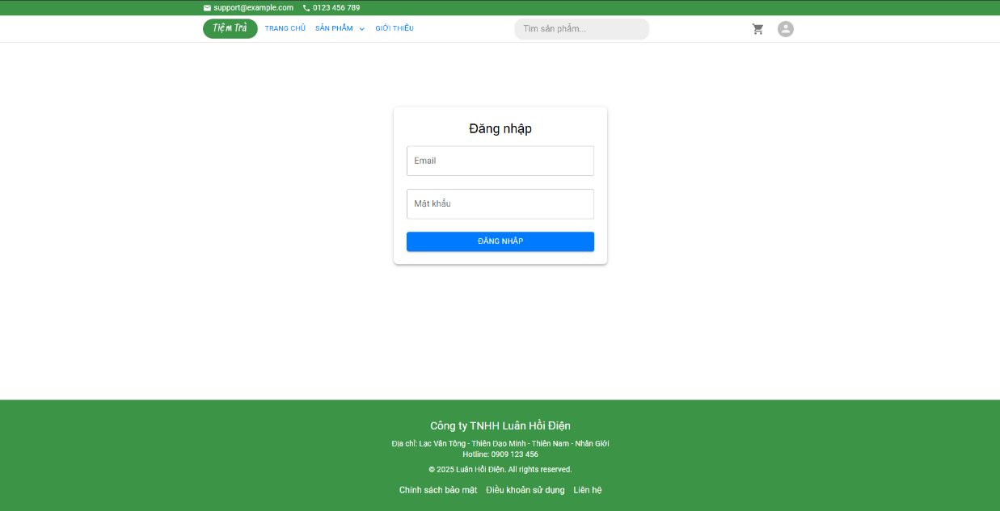 support@example.com 0123 456 789
Tiệm Trà TRANG CHỦ SẢN PHẨM GIỚI THIỆU Tìm sản phẩm...
Đăng nhập
Email
Mật khẩu
ĐĂNG NHẬP
Công ty TNHH Luân Hồi Điện
Địa chỉ: Lạc Vân Tông - Thiên Đạo Minh - Thiên Nam - Nhân Giới
Hotline: 0909 123 456
© 2025 Luân Hồi Điện. All rights reserved.
Chính sách bảo mật Điều khoản sử dụng Liên hệ